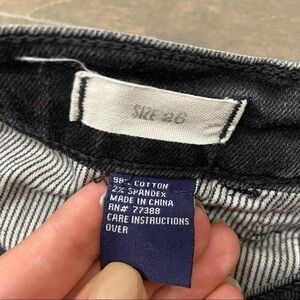 SIZE 26
98% COTTON
2% SPANDEX
MADE IN CHINA
RN# 77388
CARE INSTRUCTIONS
OVER